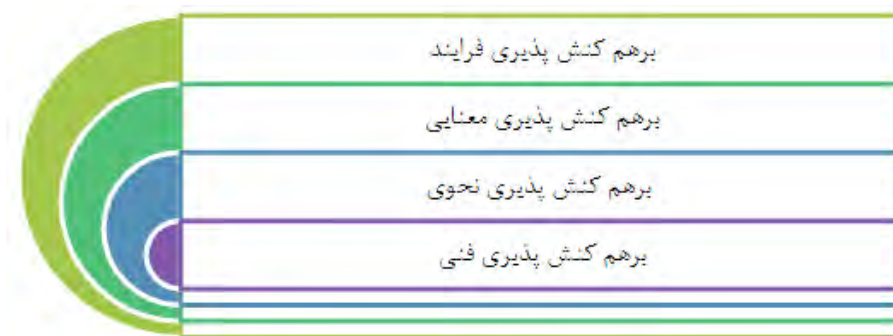 برهم کنش پذیری فرایند
برهم کنش پذیری معنایی
برهم کنش پذیری نحوی
برهم کنش پذیری فنی